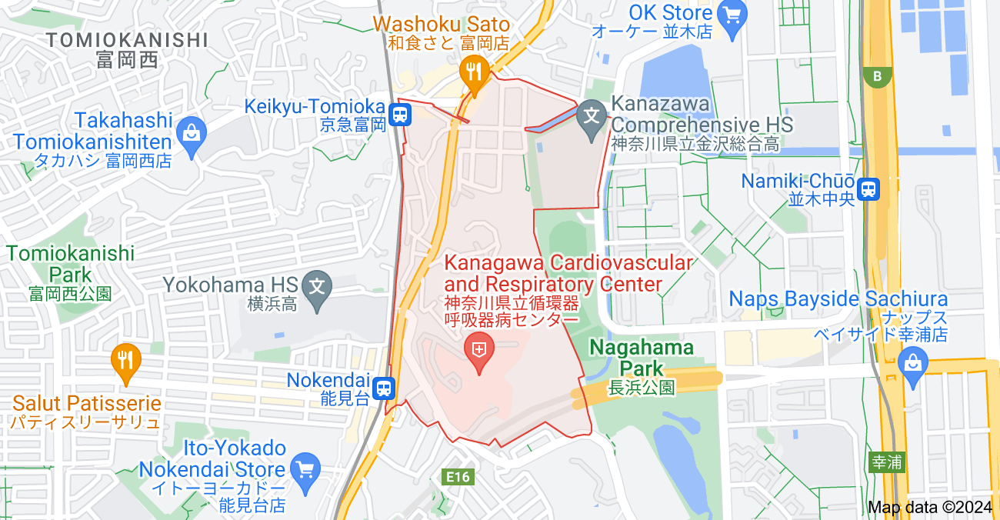 Washoku Sato
和食さと 富岡店
OK Store
オーケー 並木店
TOMIOKANISHI
富岡西
B
Keikyu-Tomioka
京急富岡
Kanazawa
Comprehensive HS
神奈川県立金沢総合高
文
Takahashi
Tomiokanishiten
タカハシ 富岡西店
Namiki-Chūō
並木中央
Tomiokanishi
Park
富岡西公園
Kanagawa Cardiovascular
and Respiratory Center
神奈川県立循環器
呼吸器病センター
Yokohama HS
横浜高
文
Naps Bayside Sachiura
ナップス
ベイサイド幸浦店
Nagahama
Park
長浜公園
Nokendai
能見台
Salut Patisserie
パティスリーサリュ
Ito-Yokado
Nokendai Store
イトーヨーカドー
能見台店
E16
幸浦
Map data ©2024